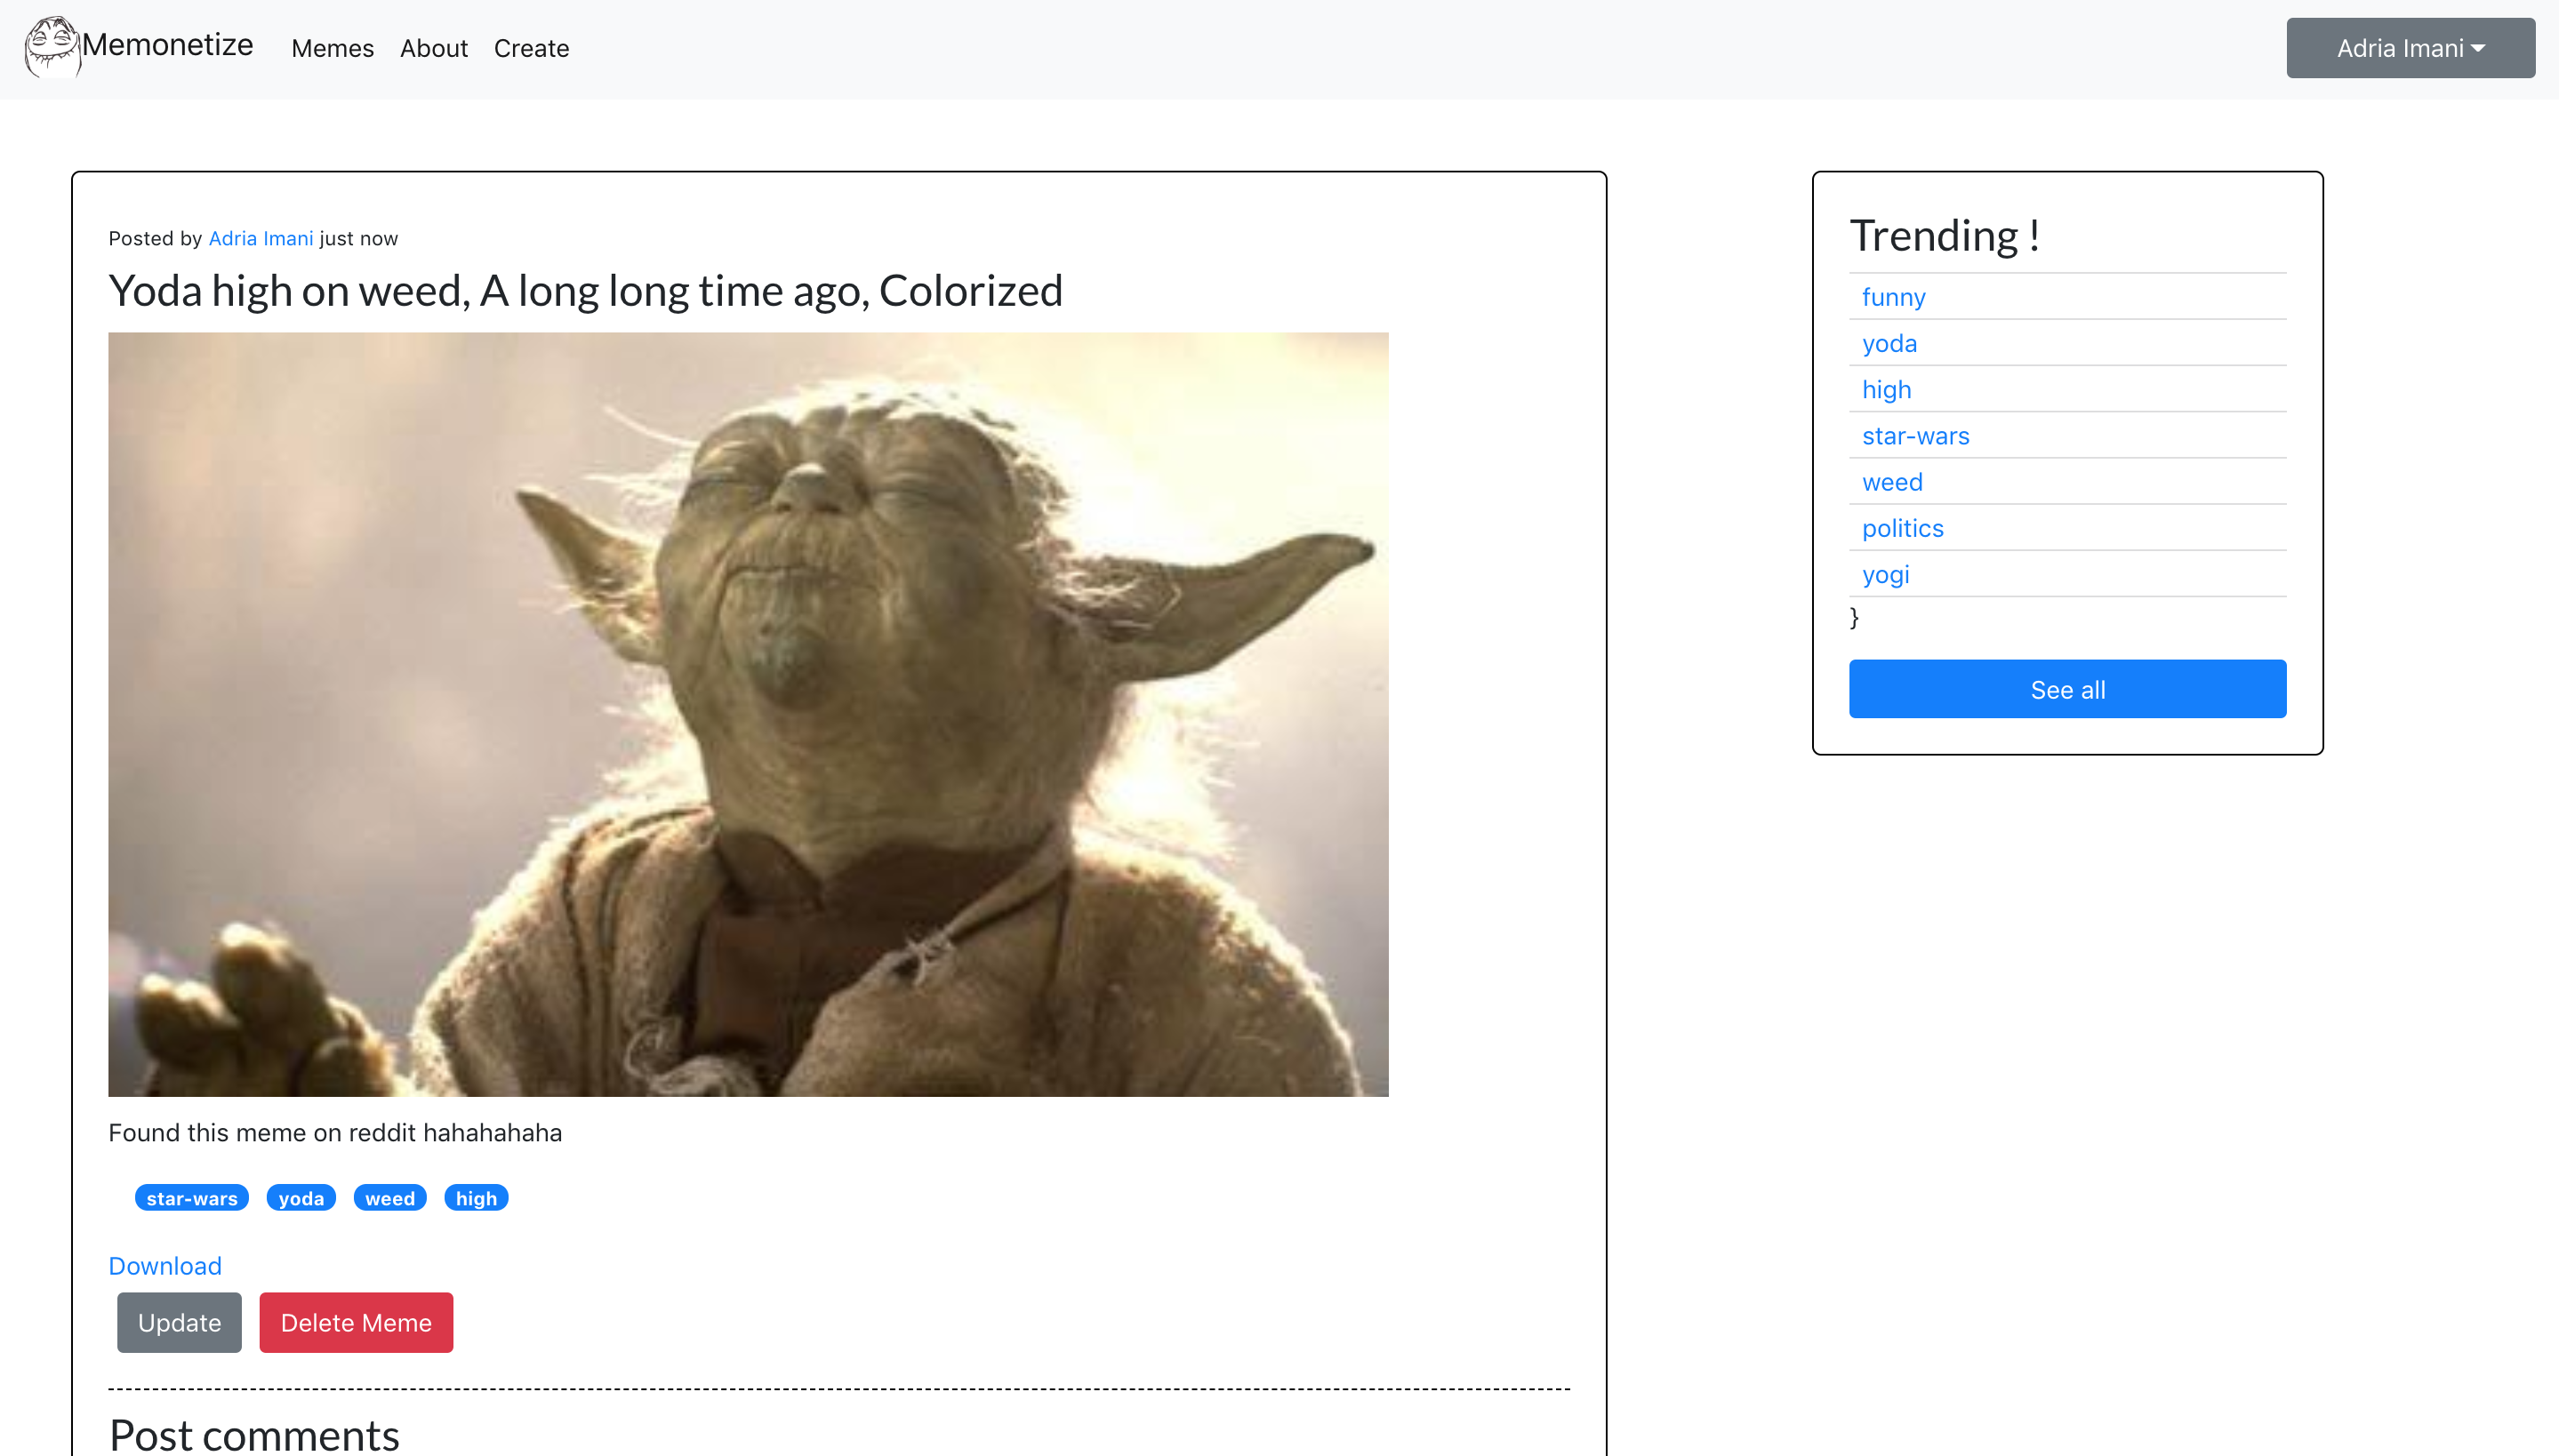 Memonetize Memes About Create Adria Imani
Posted by Adria Imani just now
Yoda high on weed, A long long time ago, Colorized
Found this meme on reddit hahahahaha
star-wars yoda weed high
Download
Update Delete Meme
Post comments
Trending !
funny
yoda
high
star-wars
weed
politics
yogi
}
See all